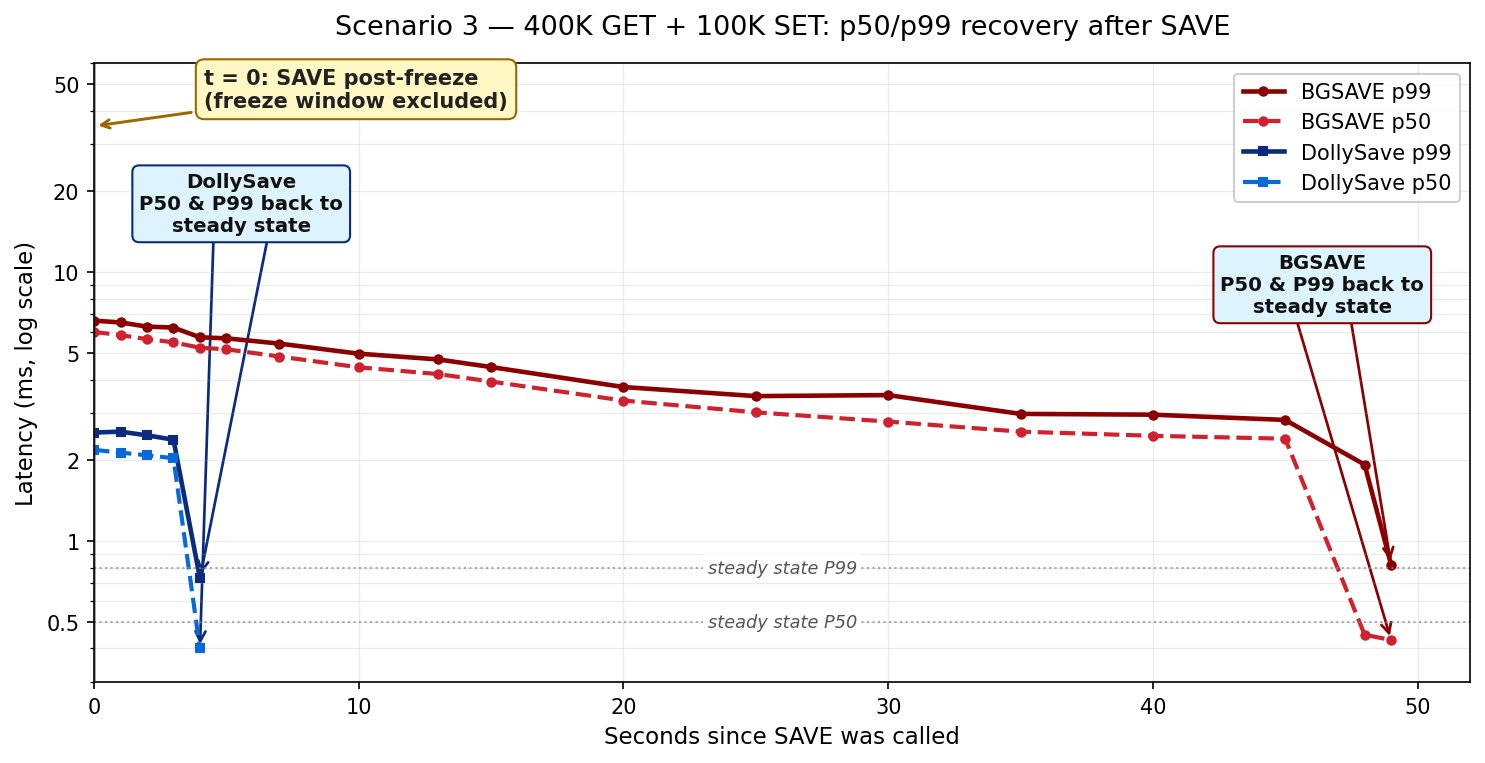 Scenario 3 — 400K GET + 100K SET: p50/p99 recovery after SAVE
t = 0: SAVE post-freeze
(freeze window excluded)
BGSAVE p99
BGSAVE p50
DollySave p99
DollySave p50
DollySave
P50 & P99 back to
steady state
BGSAVE
P50 & P99 back to
steady state
steady state P99
steady state P50
Latency (ms, log scale)
50
20
10
5
2
1
0.5
0
10
20
30
40
50
Seconds since SAVE was called